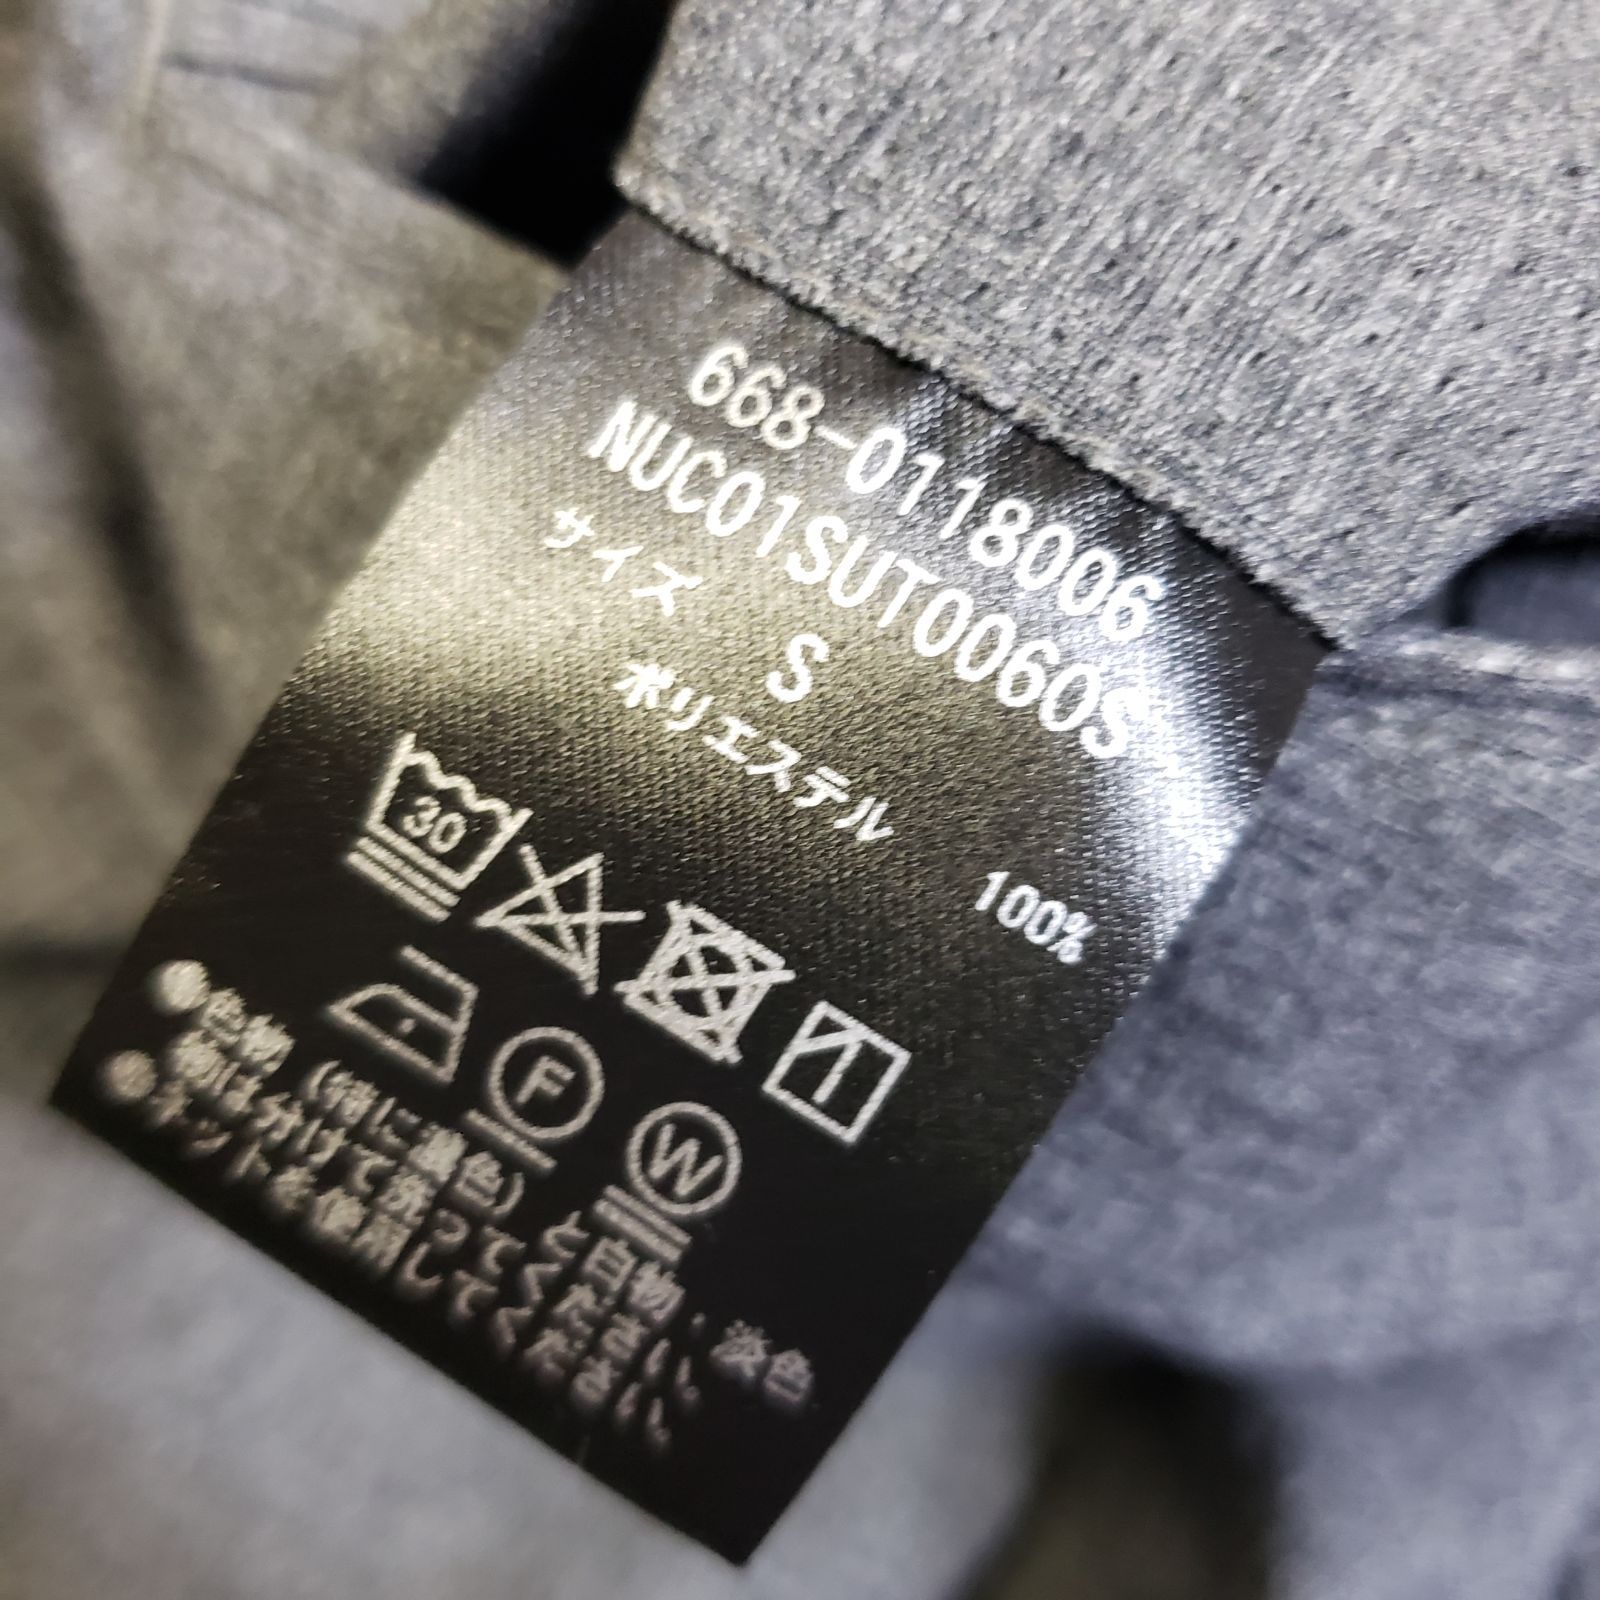 668-0118006
NUC01SUT0060S
サイズ S
ポリエステル 100%
30
F W
●色物(特に濃色)と白物、淡色
物は分けて洗ってください。
●ネットを使用してください。